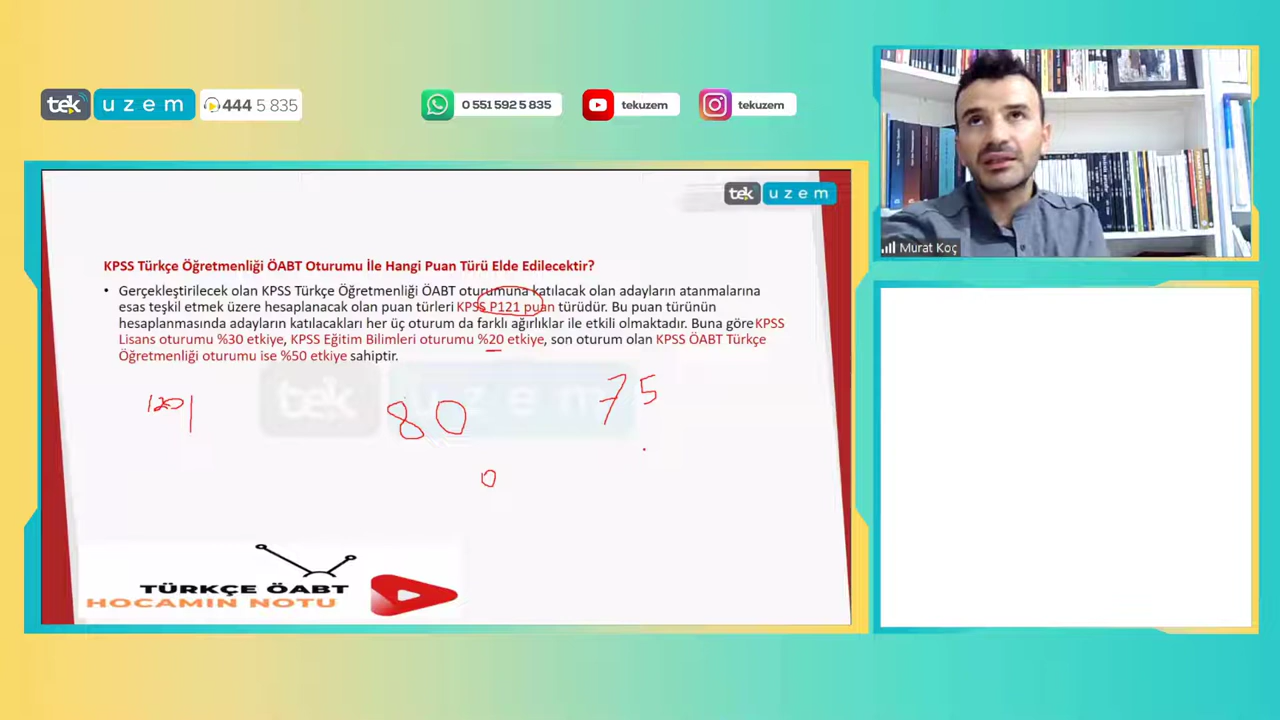 tek uzem 444 5 835
0 551 592 5 835
tekuzem
tekuzem
tek uzem
Murat Koç
KPSS Türkçe Öğretmenliği ÖABT Oturumu İle Hangi Puan Türü Elde Edilecektir?
• Gerçekleştirilecek olan KPSS Türkçe Öğretmenliği ÖABT oturumuna katılacak olan adayların atanmalarına
esas teşkil etmek üzere hesaplanacak olan puan türleri KPSS P121 puan türüdür. Bu puan türünün
hesaplanmasında adayların katılacakları her üç oturum da farklı ağırlıklar ile etkili olmaktadır. Buna göre KPSS
Lisans oturumu %30 etkiye, KPSS Eğitim Bilimleri oturumu %20 etkiye, son oturum olan KPSS ÖABT Türkçe
Öğretmenliği oturumu ise %50 etkiye sahiptir.
120
80
75
0
tek uzem
TÜRKÇE ÖABT
HOCAMIN NOTU